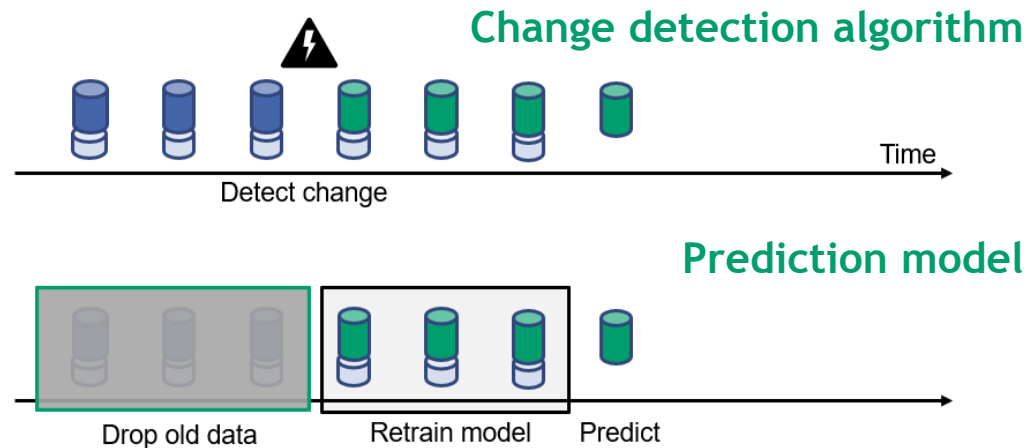 Change detection algorithm
Time
Detect change
Prediction model
Drop old data
Retrain model
Predict